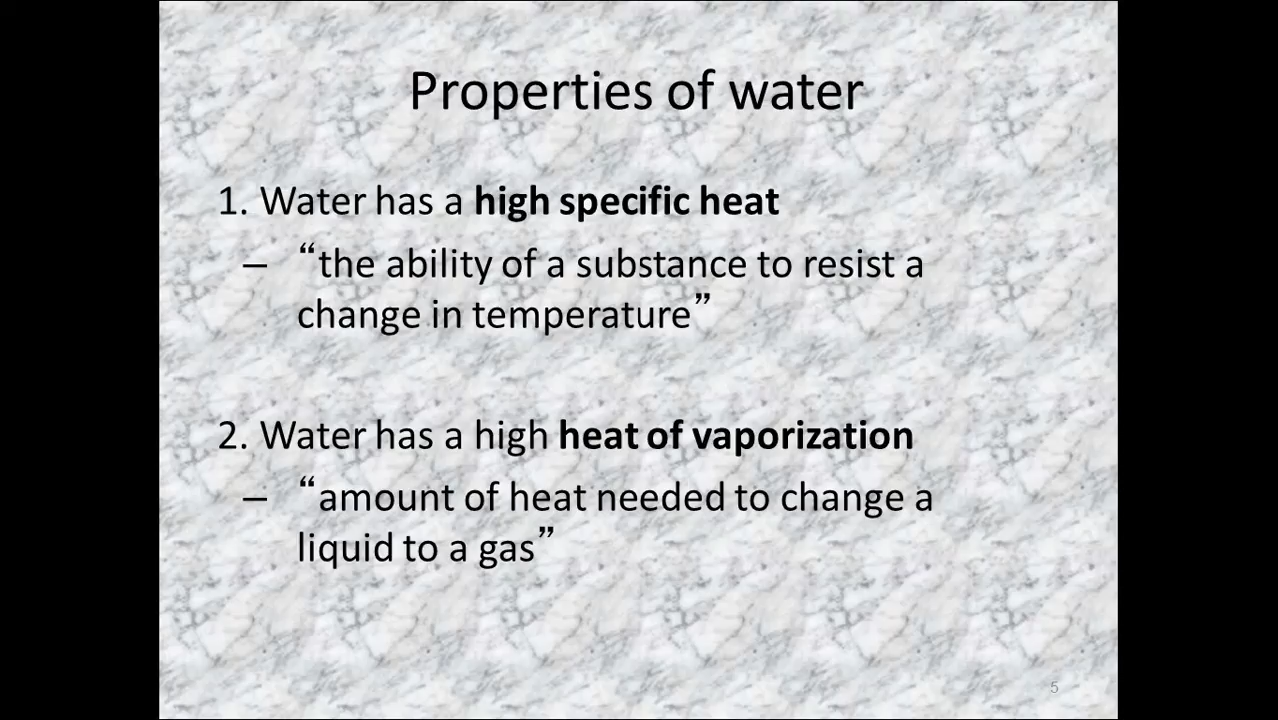 Properties of water
1. Water has a high specific heat
– “the ability of a substance to resist a
change in temperature”
2. Water has a high heat of vaporization
– “amount of heat needed to change a
liquid to a gas”
5